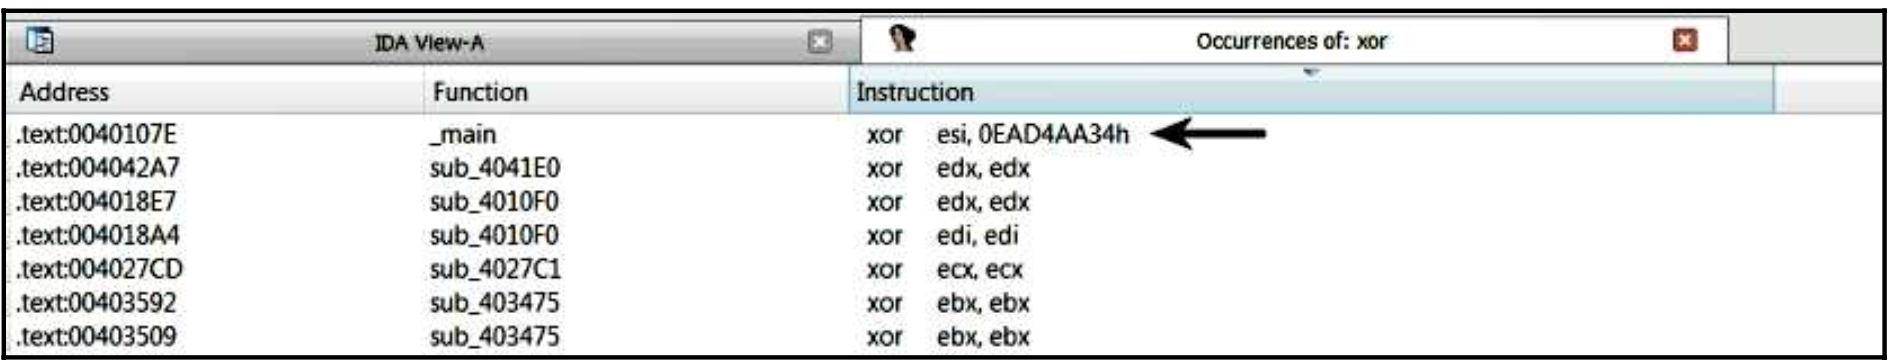 IDA View-A Occurrences of: xor
Address Function Instruction
.text:0040107E _main xor esi, 0EAD4AA34h
.text:004042A7 sub_4041E0 xor edx, edx
.text:004018E7 sub_4010F0 xor edx, edx
.text:004018A4 sub_4010F0 xor edi, edi
.text:004027CD sub_4027C1 xor ecx, ecx
.text:00403592 sub_403475 xor ebx, ebx
.text:00403509 sub_403475 xor ebx, ebx